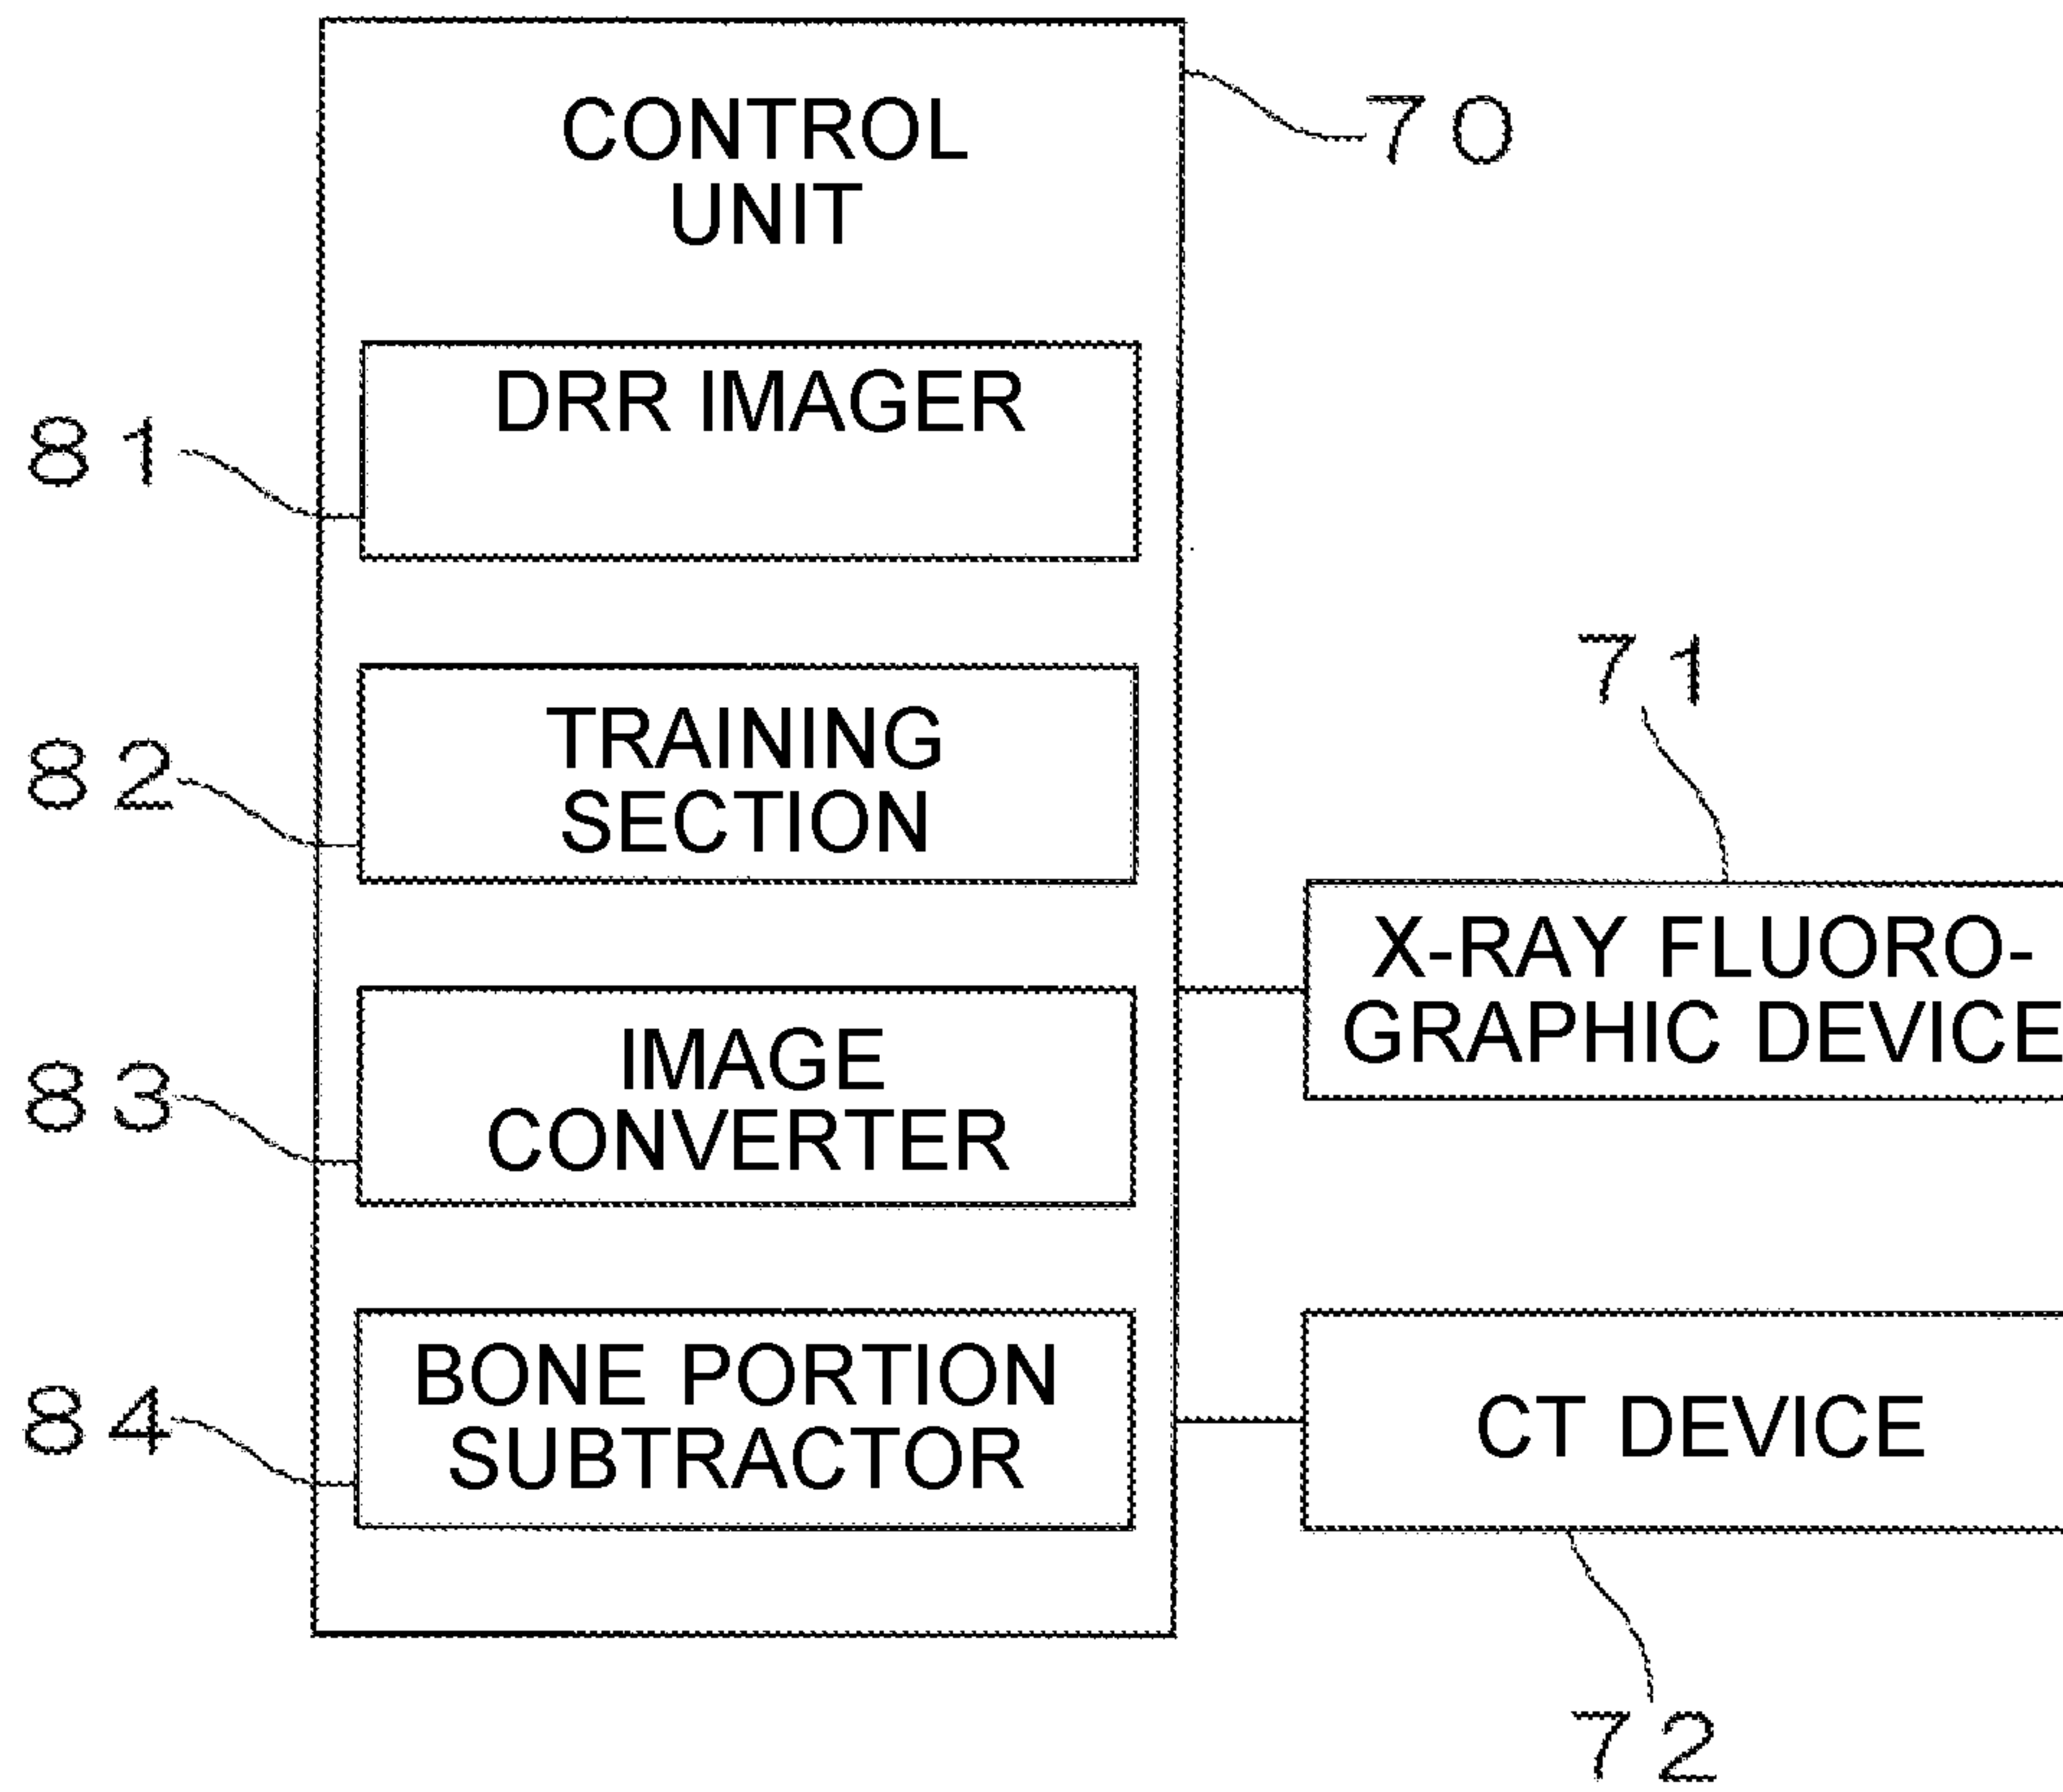 CONTROL
UNIT
70
DRR IMAGER
81
TRAINING
SECTION
82
71
X-RAY FLUORO-
GRAPHIC DEVICE
IMAGE
CONVERTER
83
BONE PORTION
SUBTRACTOR
84
CT DEVICE
72